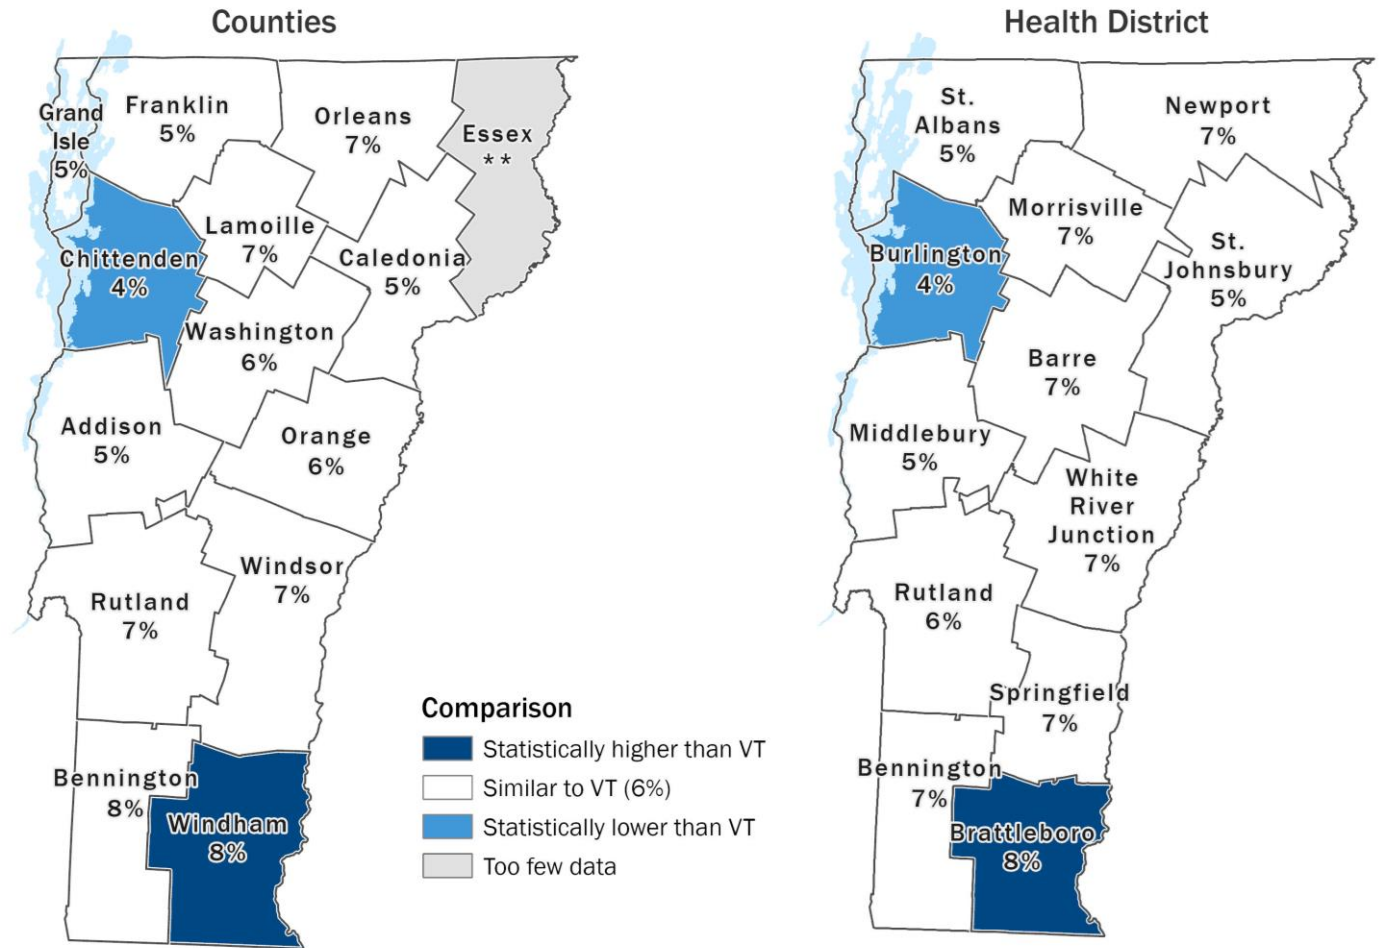 Counties
Grand
Isle
5%
Franklin
5%
Orleans
7%
Essex
**
Lamoille
7%
Chittenden
4%
Caledonia
5%
Washington
6%
Addison
5%
Orange
6%
Windsor
7%
Rutland
7%
Bennington
8%
Windham
8%
Comparison
Statistically higher than VT
Similar to VT (6%)
Statistically lower than VT
Too few data
Health District
St.
Albans
5%
Newport
7%
Morrisville
7%
St.
Johnsbury
5%
Burlington
4%
Barre
7%
Middlebury
5%
White
River
Junction
7%
Rutland
6%
Springfield
7%
Bennington
7%
Brattleboro
8%